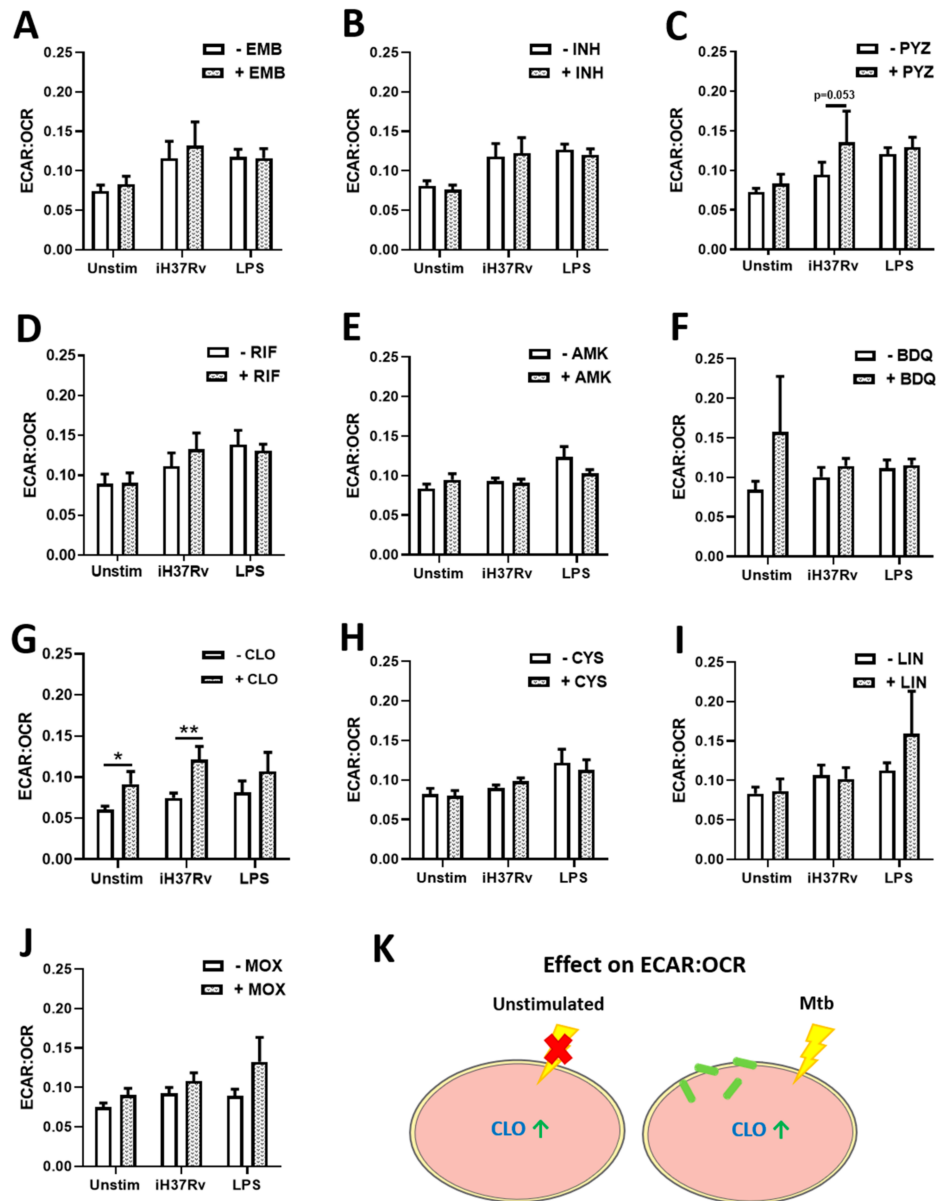 A
- EMB
+ EMB
ECAR:OCR
0.25
0.20
0.15
0.10
0.05
0.00
Unstim iH37Rv LPS
B
- INH
+ INH
ECAR:OCR
0.25
0.20
0.15
0.10
0.05
0.00
Unstim iH37Rv LPS
C
- PYZ
+ PYZ
p=0.053
ECAR:OCR
0.25
0.20
0.15
0.10
0.05
0.00
Unstim iH37Rv LPS
D
- RIF
+ RIF
ECAR:OCR
0.25
0.20
0.15
0.10
0.05
0.00
Unstim iH37Rv LPS
E
- AMK
+ AMK
ECAR:OCR
0.25
0.20
0.15
0.10
0.05
0.00
Unstim iH37Rv LPS
F
- BDQ
+ BDQ
ECAR:OCR
0.25
0.20
0.15
0.10
0.05
0.00
Unstim iH37Rv LPS
G
- CLO
+ CLO
* **
ECAR:OCR
0.25
0.20
0.15
0.10
0.05
0.00
Unstim iH37Rv LPS
H
- CYS
+ CYS
ECAR:OCR
0.25
0.20
0.15
0.10
0.05
0.00
Unstim iH37Rv LPS
I
- LIN
+ LIN
ECAR:OCR
0.25
0.20
0.15
0.10
0.05
0.00
Unstim iH37Rv LPS
J
- MOX
+ MOX
ECAR:OCR
0.25
0.20
0.15
0.10
0.05
0.00
Unstim iH37Rv LPS
K
Effect on ECAR:OCR
Unstimulated Mtb
CLO ↑ CLO ↑